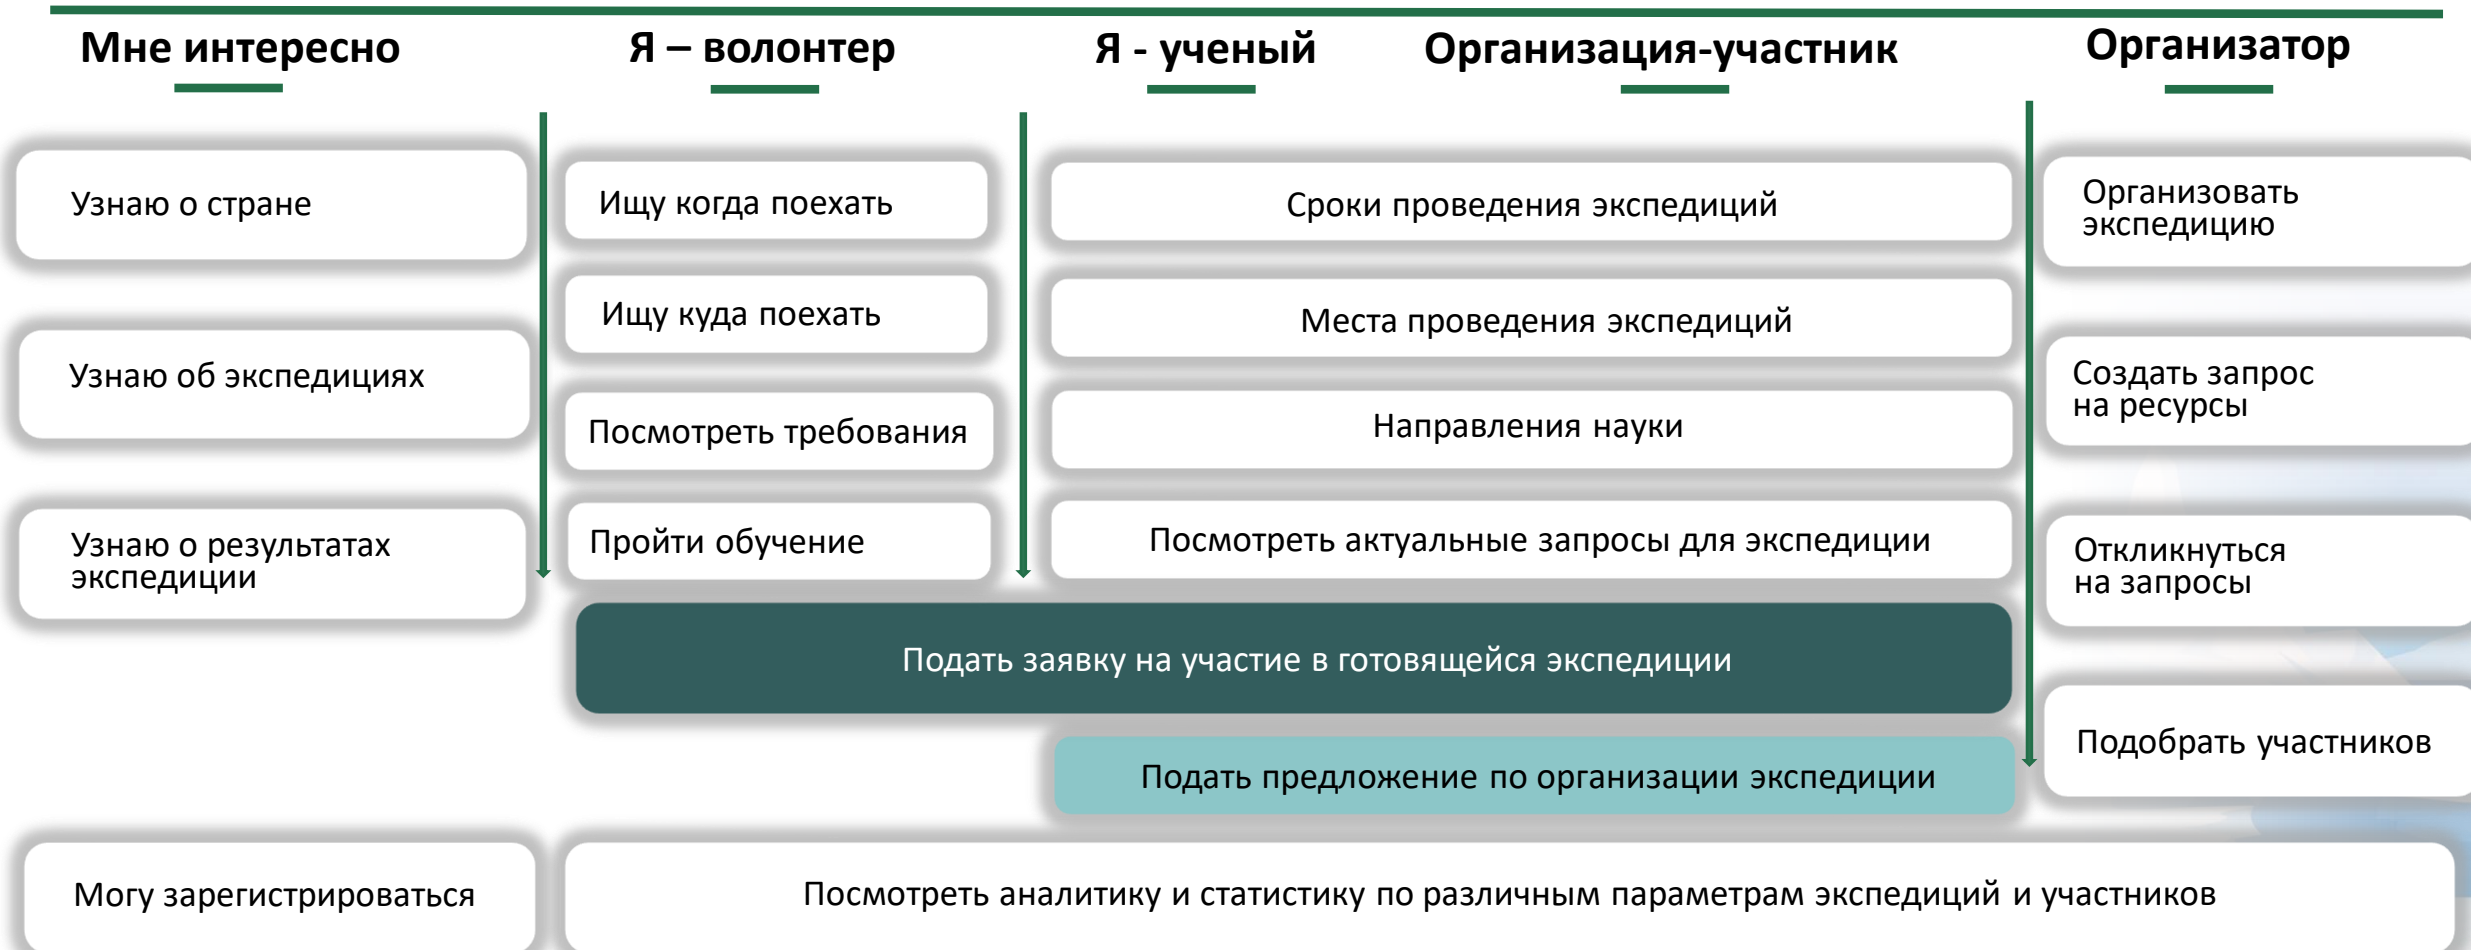 Мне интересно
Я – волонтер
Я - ученый
Организация-участник
Организатор
Узнаю о стране
Узнаю об экспедициях
Узнаю о результатах
экспедиции
Ищу когда поехать
Ищу куда поехать
Посмотреть требования
Пройти обучение
Сроки проведения экспедиций
Места проведения экспедиций
Направления науки
Посмотреть актуальные запросы для экспедиции
Организовать
экспедицию
Создать запрос
на ресурсы
Откликнуться
на запросы
Подобрать участников
Подать заявку на участие в готовящейся экспедиции
Подать предложение по организации экспедиции
Могу зарегистрироваться
Посмотреть аналитику и статистику по различным параметрам экспедиций и участников